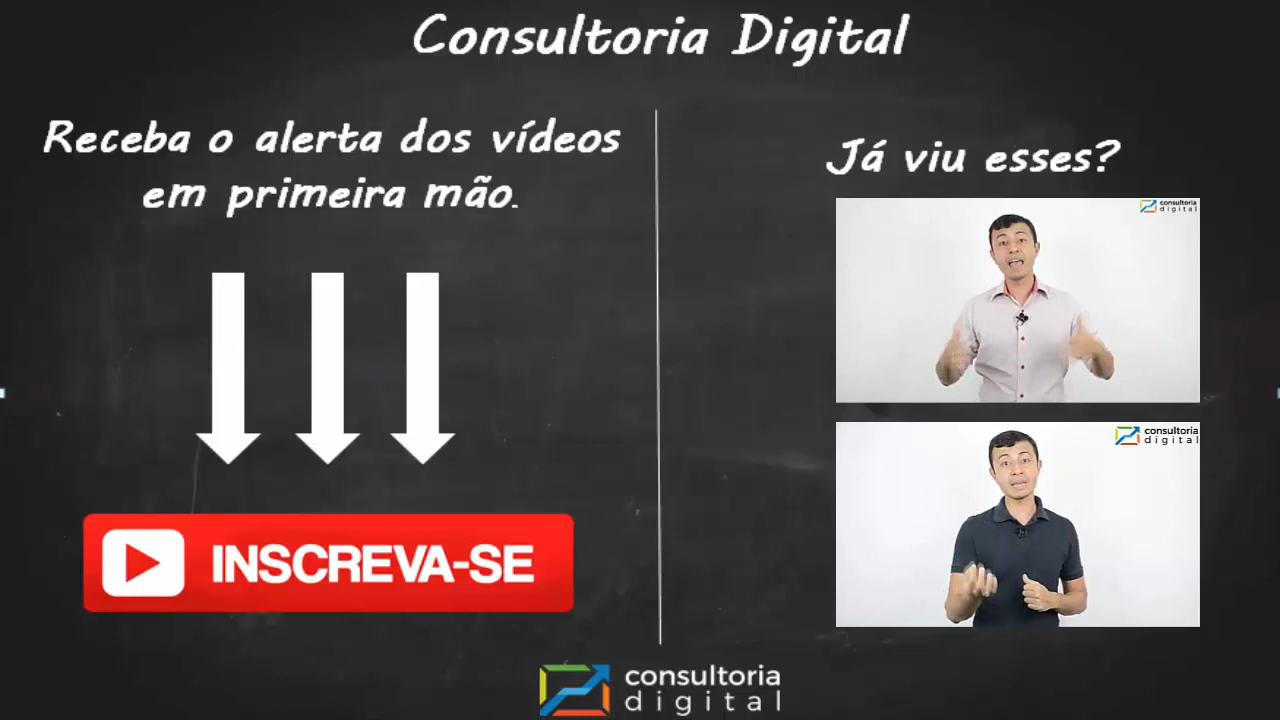 Consultoria Digital
Receba o alerta dos vídeos
em primeira mão.
INSCREVA-SE
Já viu esses?
consultoria
digital
consultoria
digital
consultoria
digital